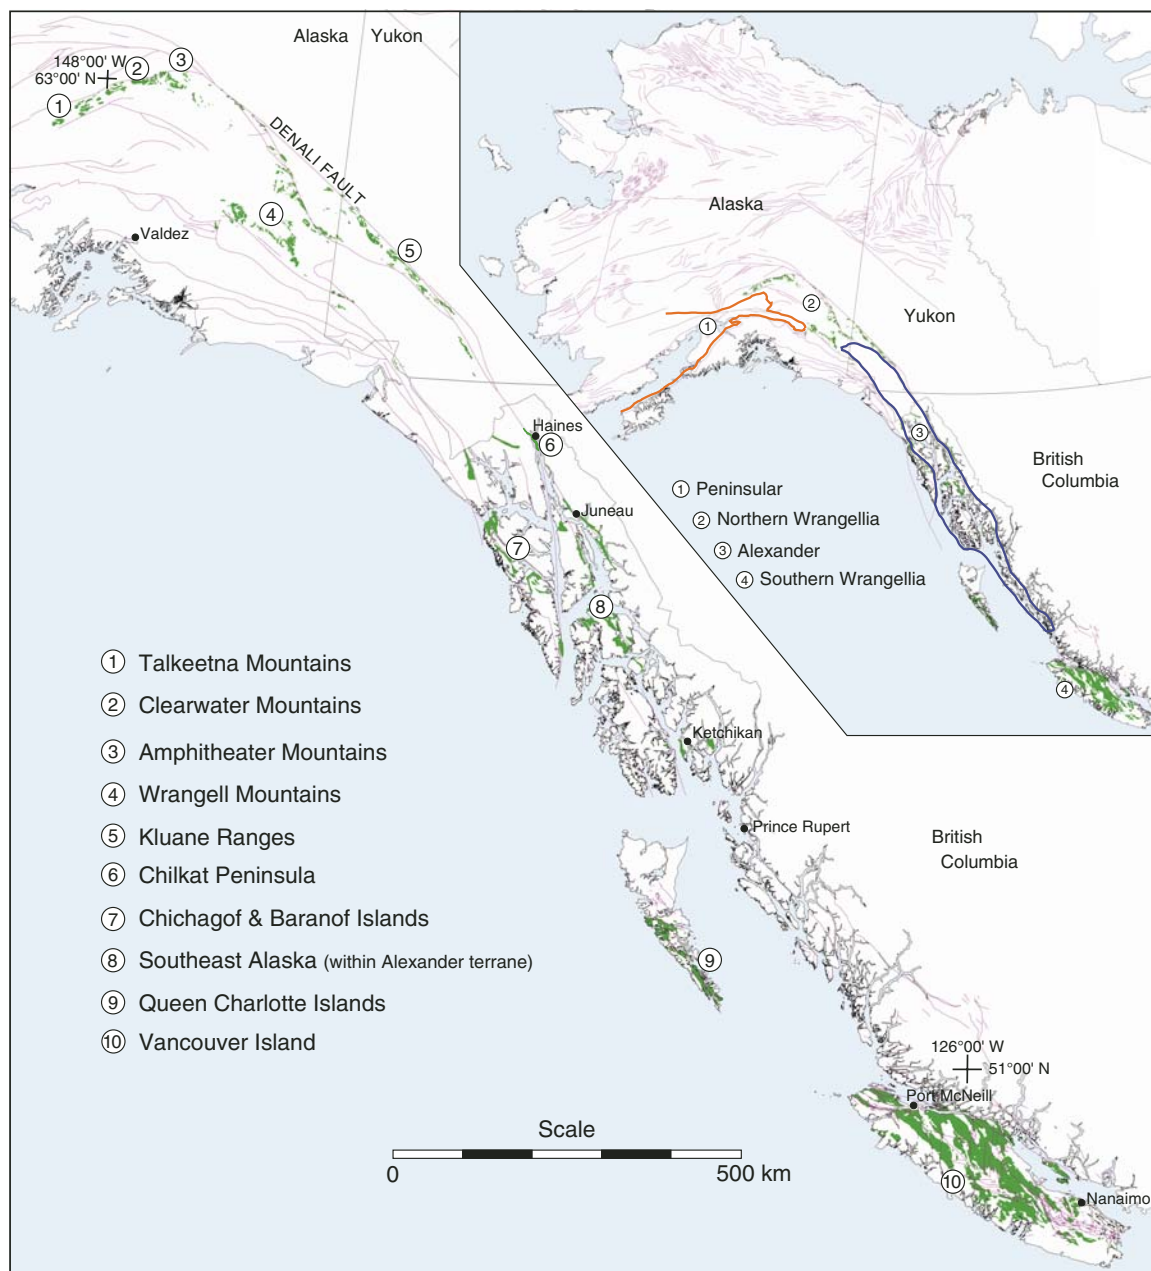 Alaska Yukon
148°00' W
63°00' N
1
2
3
DENALI FAULT
4
5
Valdez
Haines
6
Juneau
7
8
Ketchikan
Prince Rupert
British
Columbia
9
126°00' W
51°00' N
Port McNeill
10
Nanaimo
Alaska
Yukon
British
Columbia
1
2
3
4
1 Peninsular
2 Northern Wrangellia
3 Alexander
4 Southern Wrangellia
1 Talkeetna Mountains
2 Clearwater Mountains
3 Amphitheater Mountains
4 Wrangell Mountains
5 Kluane Ranges
6 Chilkat Peninsula
7 Chichagof & Baranof Islands
8 Southeast Alaska (within Alexander terrane)
9 Queen Charlotte Islands
10 Vancouver Island
Scale
0 500 km